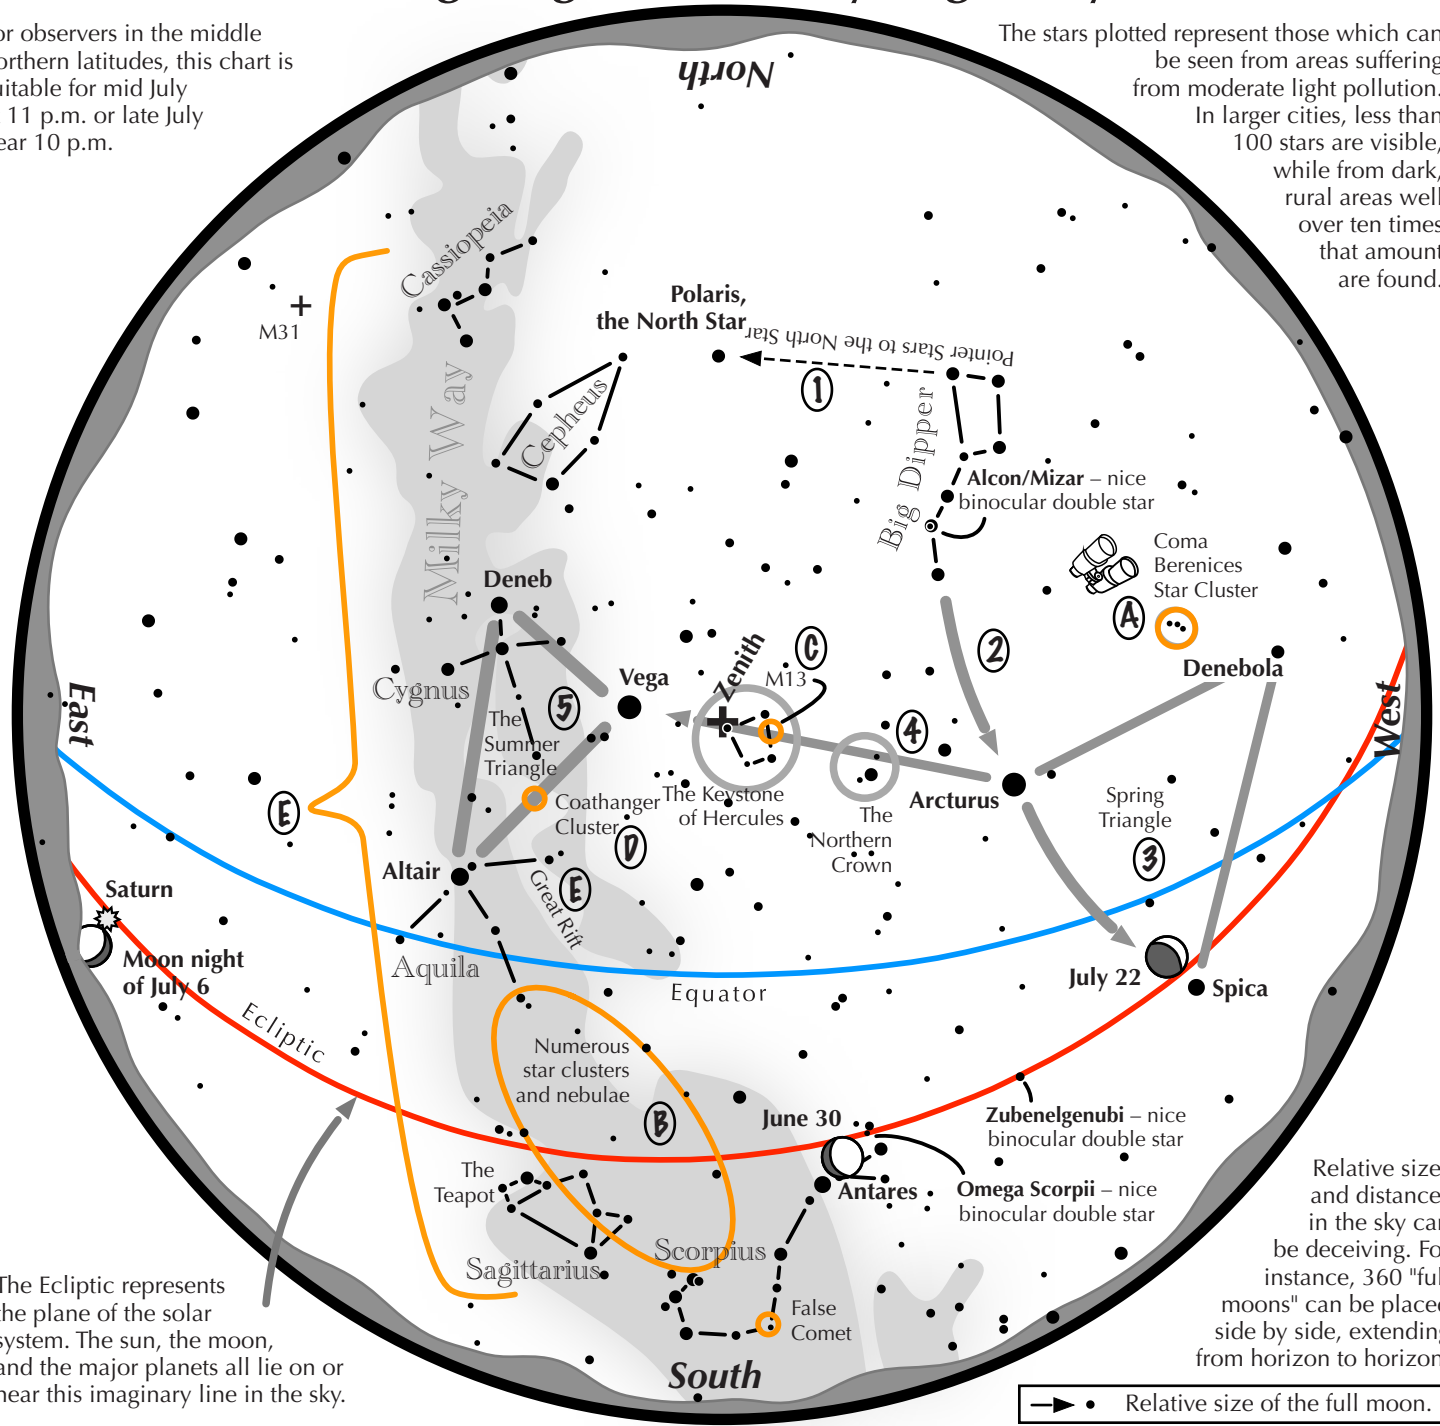 or observers in the middle
orthern latitudes, this chart is
uitable for mid July
11 p.m. or late July
ear 10 p.m.
The stars plotted represent those which can
be seen from areas suffering
from moderate light pollution.
In larger cities, less than
100 stars are visible,
while from dark,
rural areas well
over ten times
that amount
are found.
North
Cassiopeia
M31
Polaris,
the North Star
Pointer Stars to the North Star
1
Milky Way
Cepheus
Big Dipper
Alcon/Mizar – nice
binocular double star
Coma
Berenices
Star Cluster
A
Deneb
Cygnus
Vega
5
The
Summer
Triangle
Zenith
C
M13
2
Denebola
4
East
West
Coathanger
Cluster
D
The Keystone
of Hercules
The
Northern
Crown
Arcturus
Spring
Triangle
3
E
Altair
E
Great Rift
Aquila
Saturn
Moon night
of July 6
Equator
July 22
Spica
Ecliptic
Numerous
star clusters
and nebulae
B
June 30
Zubenelgenubi – nice
binocular double star
The
Teapot
Antares
Omega Scorpii – nice
binocular double star
Sagittarius
Scorpius
False
Comet
South
The Ecliptic represents
the plane of the solar
system. The sun, the moon,
and the major planets all lie on or
near this imaginary line in the sky.
Relative size
and distance
in the sky can
be deceiving. Fo
instance, 360 "ful
moons" can be placed
side by side, extending
from horizon to horizon
Relative size of the full moon.